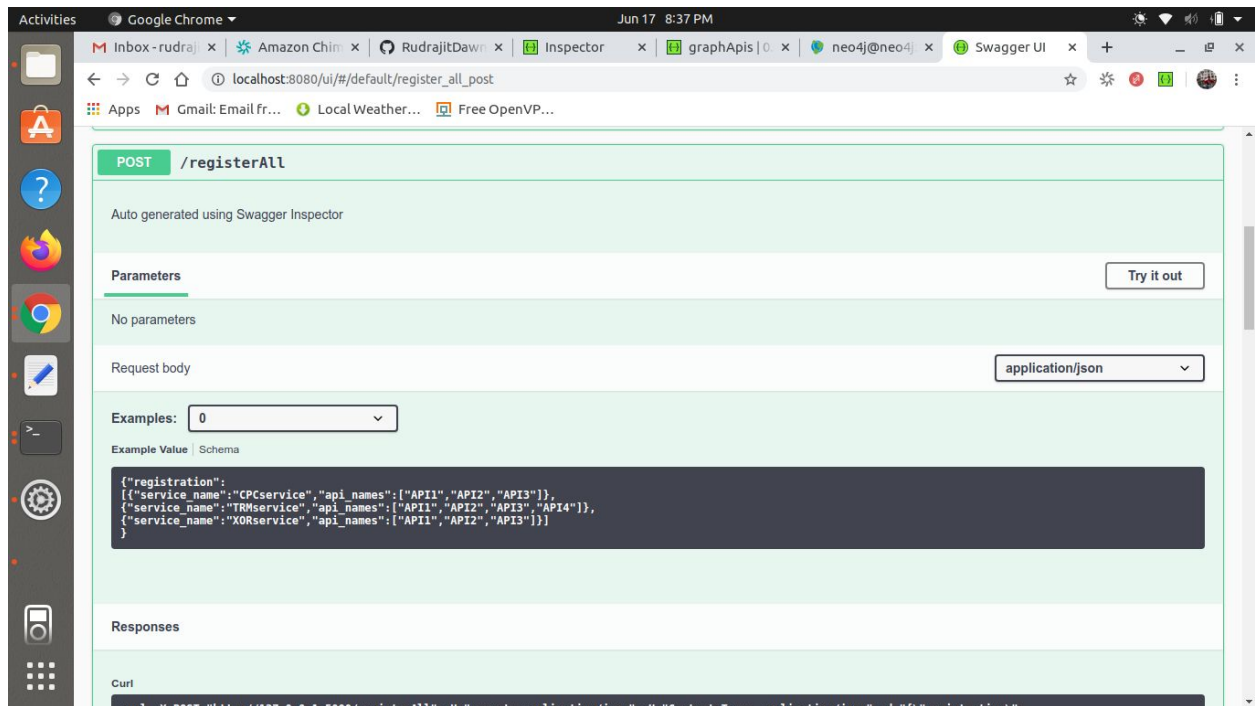 Activities Google Chrome Jun 17 8:37 PM
Inbox - rudraj Amazon Chim RudrajitDawn Inspector graphApis | 0. neo4j@neo4j Swagger UI
localhost:8080/ui/#/default/register_all_post
Apps Gmail: Email fr... Local Weather... Free OpenVP...
POST /registerAll
Auto generated using Swagger Inspector
Parameters Try it out
No parameters
Request body application/json
Examples: 0
Example Value Schema
{"registration":
[{"service_name":"CPCservice","api_names":["API1","API2","API3"]},
{"service_name":"TRMservice","api_names":["API1","API2","API3","API4"]},
{"service_name":"XORservice","api_names":["API1","API2","API3"]}]
}
Responses
Curl